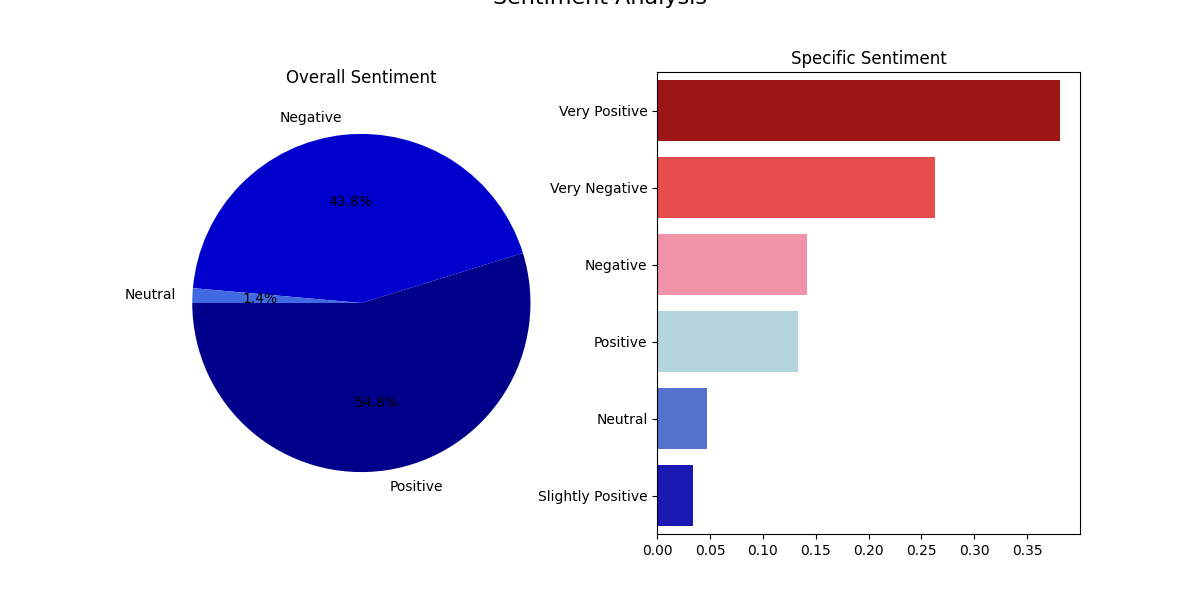 Sentiment Analysis
Overall Sentiment
Negative
43.8%
Neutral
1.4%
54.8%
Positive
Specific Sentiment
Very Positive
Very Negative
Negative
Positive
Neutral
Slightly Positive
0.00 0.05 0.10 0.15 0.20 0.25 0.30 0.35